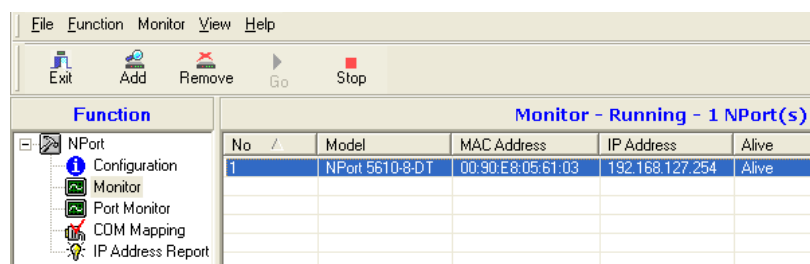 File Function Monitor View Help
Exit Add Remove Go Stop
Function
Monitor - Running - 1 NPort(s)
NPort
Configuration
Monitor
Port Monitor
COM Mapping
IP Address Report
No Model MAC Address IP Address Alive
1 NPort 5610-8-DT 00:90:E8:05:61:03 192.168.127.254 Alive